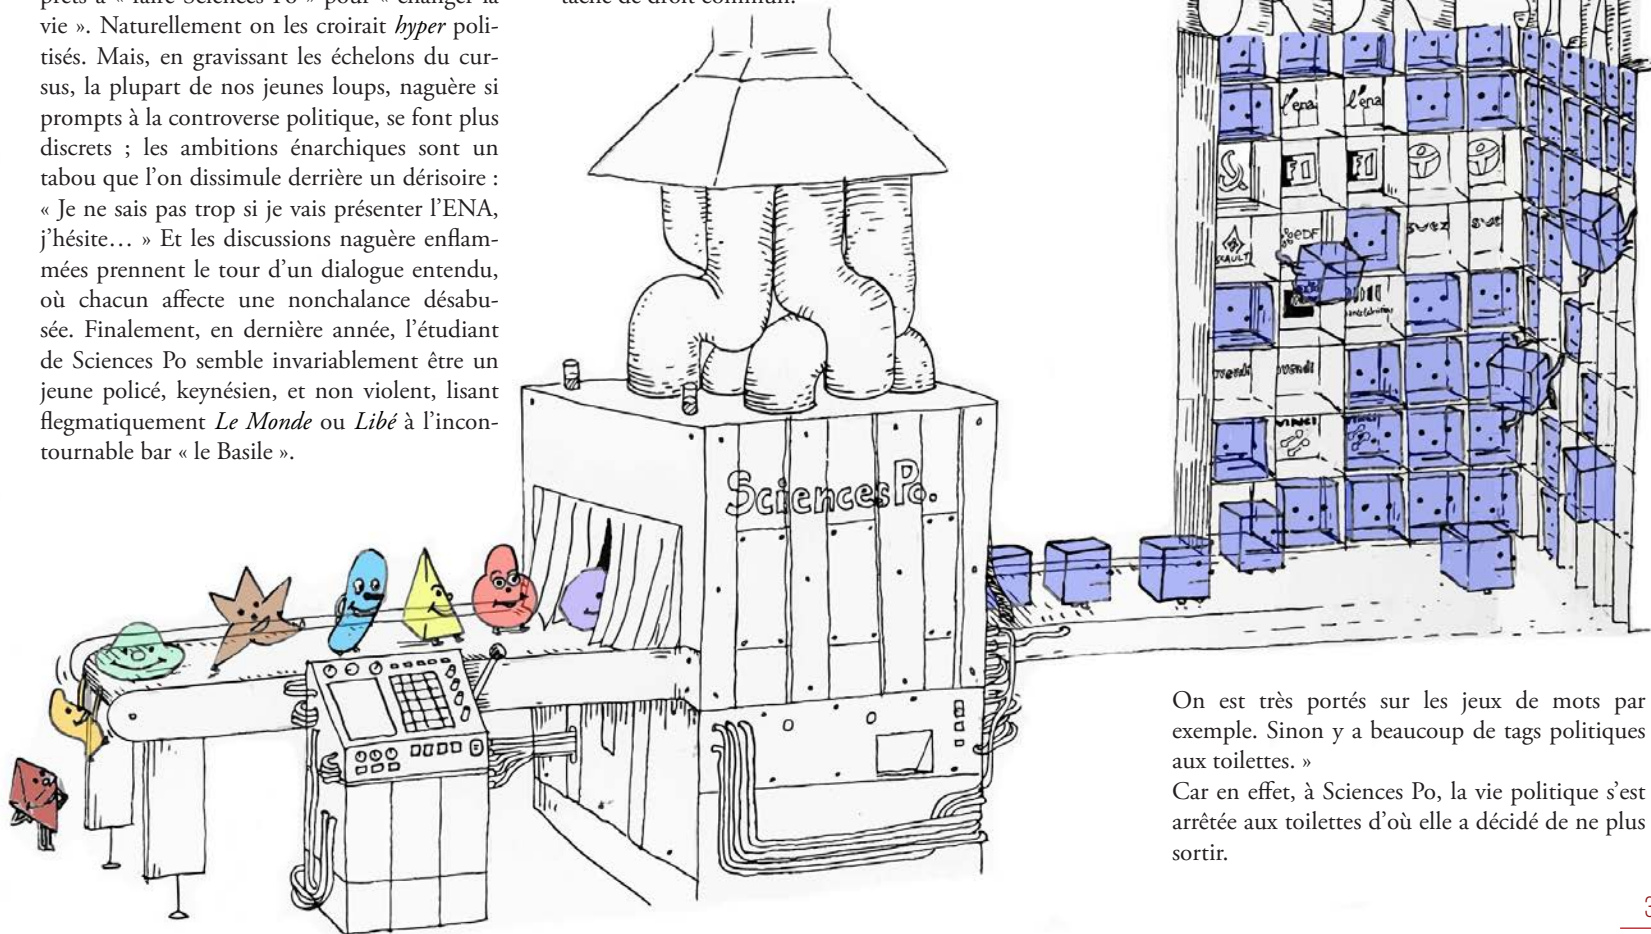 prêts à « faire Sciences Po » pour « changer la
vie ». Naturellement on les croirait hyper poli-
tisés. Mais, en gravissant les échelons du cur-
sus, la plupart de nos jeunes loups, naguère si
prompts à la controverse politique, se font plus
discrets ; les ambitions énarchiques sont un
tabou que l’on dissimule derrière un dérisoire :
« Je ne sais pas trop si je vais présenter l’ENA,
j’hésite… » Et les discussions naguère enflam-
mées prennent le tour d’un dialogue entendu,
où chacun affecte une nonchalance désabu-
sée. Finalement, en dernière année, l’étudiant
de Sciences Po semble invariablement être un
jeune policé, keynésien, et non violent, lisant
flegmatiquement Le Monde ou Libé à l’incon-
tournable bar « le Basile ».
tache de droit commun.
SciencesPo.
l'ena l'ena
F1 F1
eDF suez
vendi
VINCI VINCI
On est très portés sur les jeux de mots par
exemple. Sinon y a beaucoup de tags politiques
aux toilettes. »
Car en effet, à Sciences Po, la vie politique s’est
arrêtée aux toilettes d’où elle a décidé de ne plus
sortir.
3